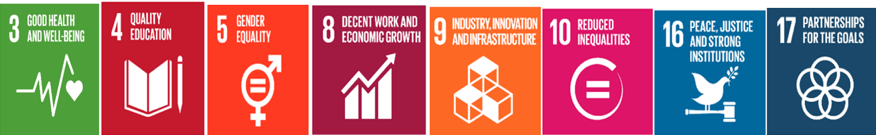 3 GOOD HEALTH
AND WELL-BEING
4 QUALITY
EDUCATION
5 GENDER
EQUALITY
8 DECENT WORK AND
ECONOMIC GROWTH
9 INDUSTRY, INNOVATION
AND INFRASTRUCTURE
10 REDUCED
INEQUALITIES
16 PEACE, JUSTICE
AND STRONG
INSTITUTIONS
17 PARTNERSHIPS
FOR THE GOALS